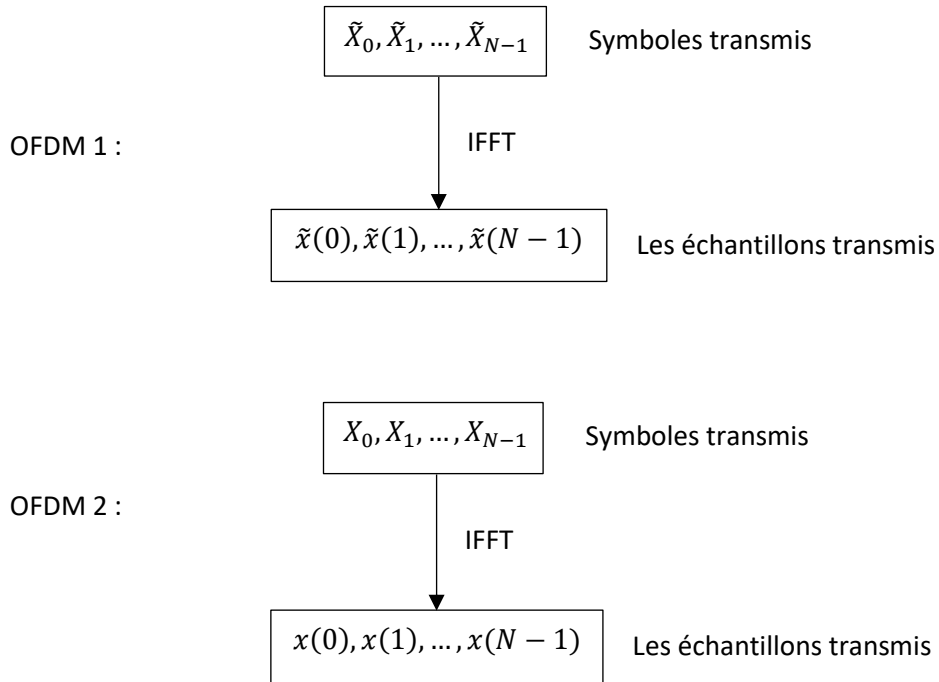 X̃₀, X̃₁, …, X̃_{N−1}
Symboles transmis
OFDM 1 :
IFFT
x̃(0), x̃(1), …, x̃(N − 1)
Les échantillons transmis
X₀, X₁, …, X_{N−1}
Symboles transmis
OFDM 2 :
IFFT
x(0), x(1), …, x(N − 1)
Les échantillons transmis